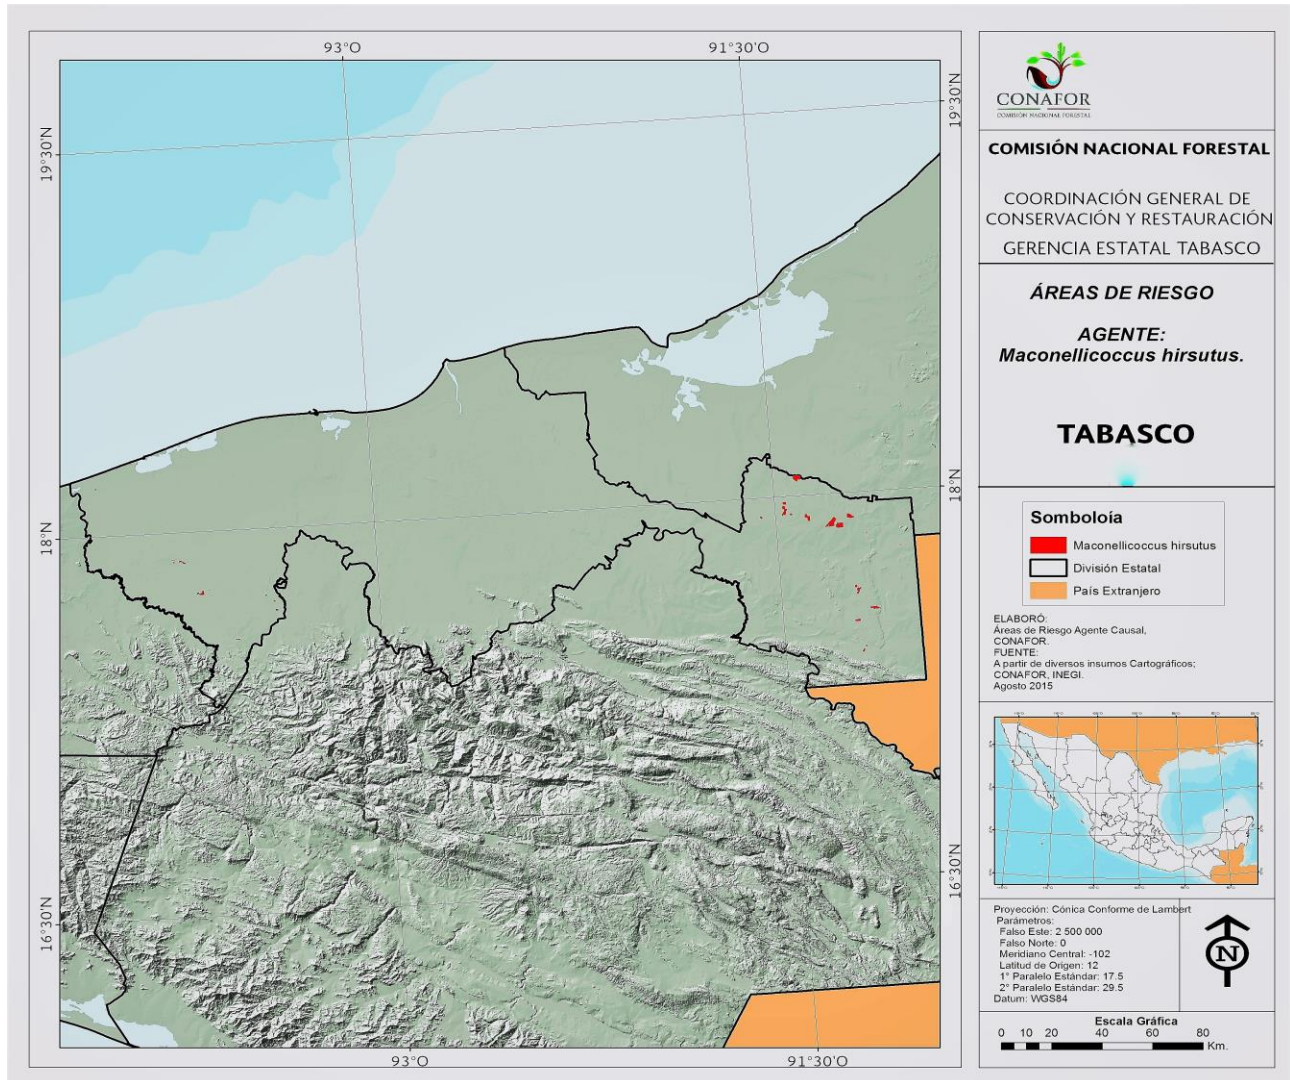 93°O
91°30'O
19°30'N
19°30'N
18°N
18°N
16°30'N
16°30'N
93°O
91°30'O
CONAFOR
COMISIÓN NACIONAL FORESTAL
COMISIÓN NACIONAL FORESTAL
COORDINACIÓN GENERAL DE
CONSERVACIÓN Y RESTAURACIÓN
GERENCIA ESTATAL TABASCO
ÁREAS DE RIESGO
AGENTE:
Maconellicoccus hirsutus.
TABASCO
Somboloía
Maconellicoccus hirsutus
División Estatal
País Extranjero
ELABORÓ:
Áreas de Riesgo Agente Causal,
CONAFOR.
FUENTE:
A partir de diversos insumos Cartográficos;
CONAFOR, INEGI.
Agosto 2015
Proyección: Cónica Conforme de Lambert
Parámetros:
Falso Este: 2 500 000
Falso Norte: 0
Meridiano Central: -102
Latitud de Origen: 12
1° Paralelo Estándar: 17.5
2° Paralelo Estándar: 29.5
Datum: WGS84
N
Escala Gráfica
0 10 20 40 60 80
Km.